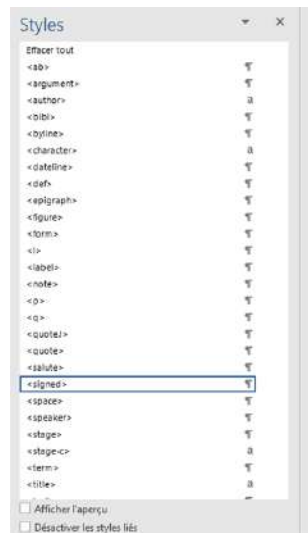 Styles
Effacer tout
<ab> ¶
<argument> ¶
<author> a
<bibl> ¶
<byline> ¶
<character> a
<dateline> ¶
<def> ¶
<epigraph> ¶
<figure> ¶
<form> ¶
<l> ¶
<label> ¶
<note> ¶
<p> ¶
<q> ¶
<quote.l> ¶
<quote> ¶
<salute> ¶
<signed> ¶
<space> ¶
<speaker> ¶
<stage> ¶
<stage-c> a
<term> ¶
<title> a
Afficher l'aperçu
Désactiver les styles liés